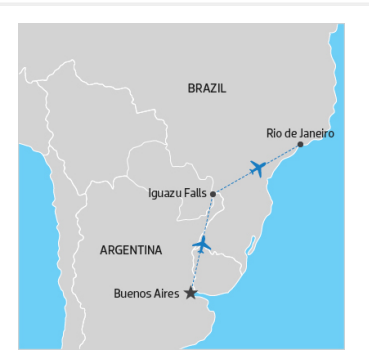 BRAZIL
Rio de Janeiro
Iguazu Falls
ARGENTINA
Buenos Aires